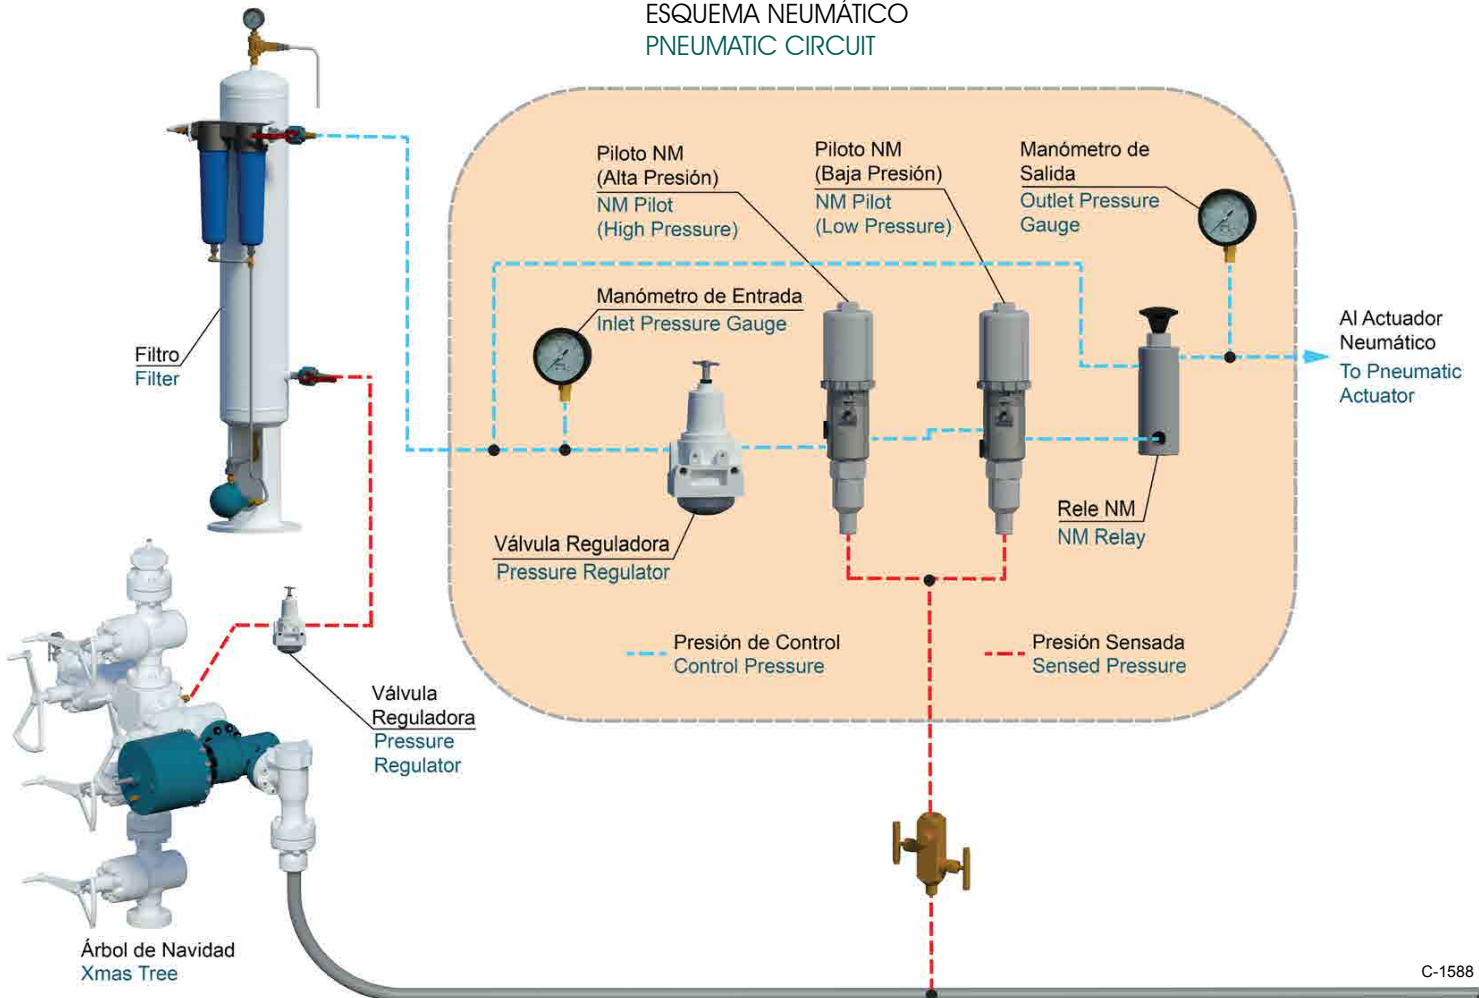 ESQUEMA NEUMÁTICO
PNEUMATIC CIRCUIT
Piloto NM
(Alta Presión)
NM Pilot
(High Pressure)
Piloto NM
(Baja Presión)
NM Pilot
(Low Pressure)
Manómetro de
Salida
Outlet Pressure
Gauge
Manómetro de Entrada
Inlet Pressure Gauge
Filtro
Filter
Al Actuador
Neumático
To Pneumatic
Actuator
Válvula Reguladora
Pressure Regulator
Rele NM
NM Relay
Presión de Control
Control Pressure
Presión Sensada
Sensed Pressure
Válvula
Reguladora
Pressure
Regulator
Árbol de Navidad
Xmas Tree
C-1588